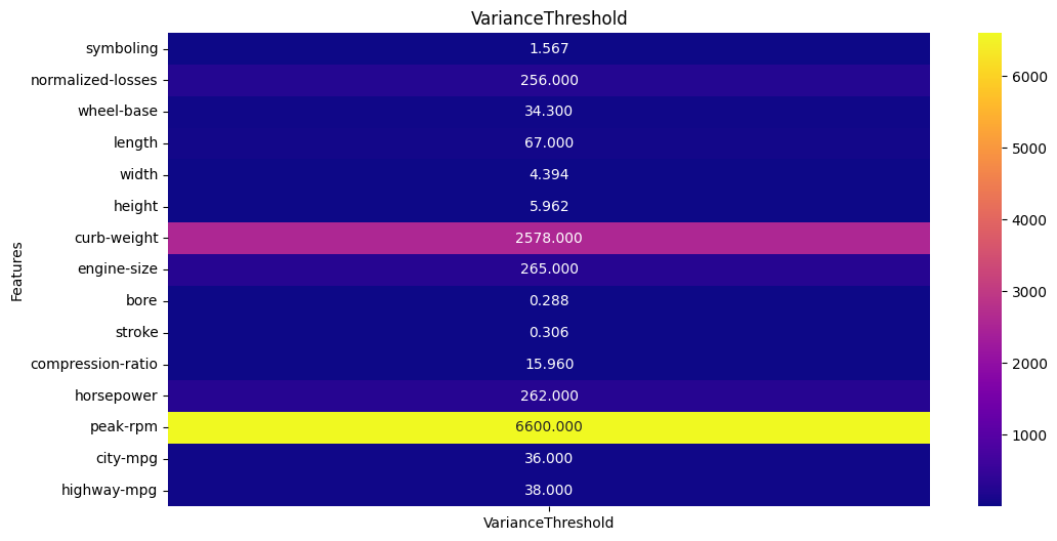 VarianceThreshold
symboling 1.567
normalized-losses 256.000
wheel-base 34.300
length 67.000
width 4.394
height 5.962
curb-weight 2578.000
engine-size 265.000
bore 0.288
stroke 0.306
compression-ratio 15.960
horsepower 262.000
peak-rpm 6600.000
city-mpg 36.000
highway-mpg 38.000
Features
VarianceThreshold
6000
5000
4000
3000
2000
1000